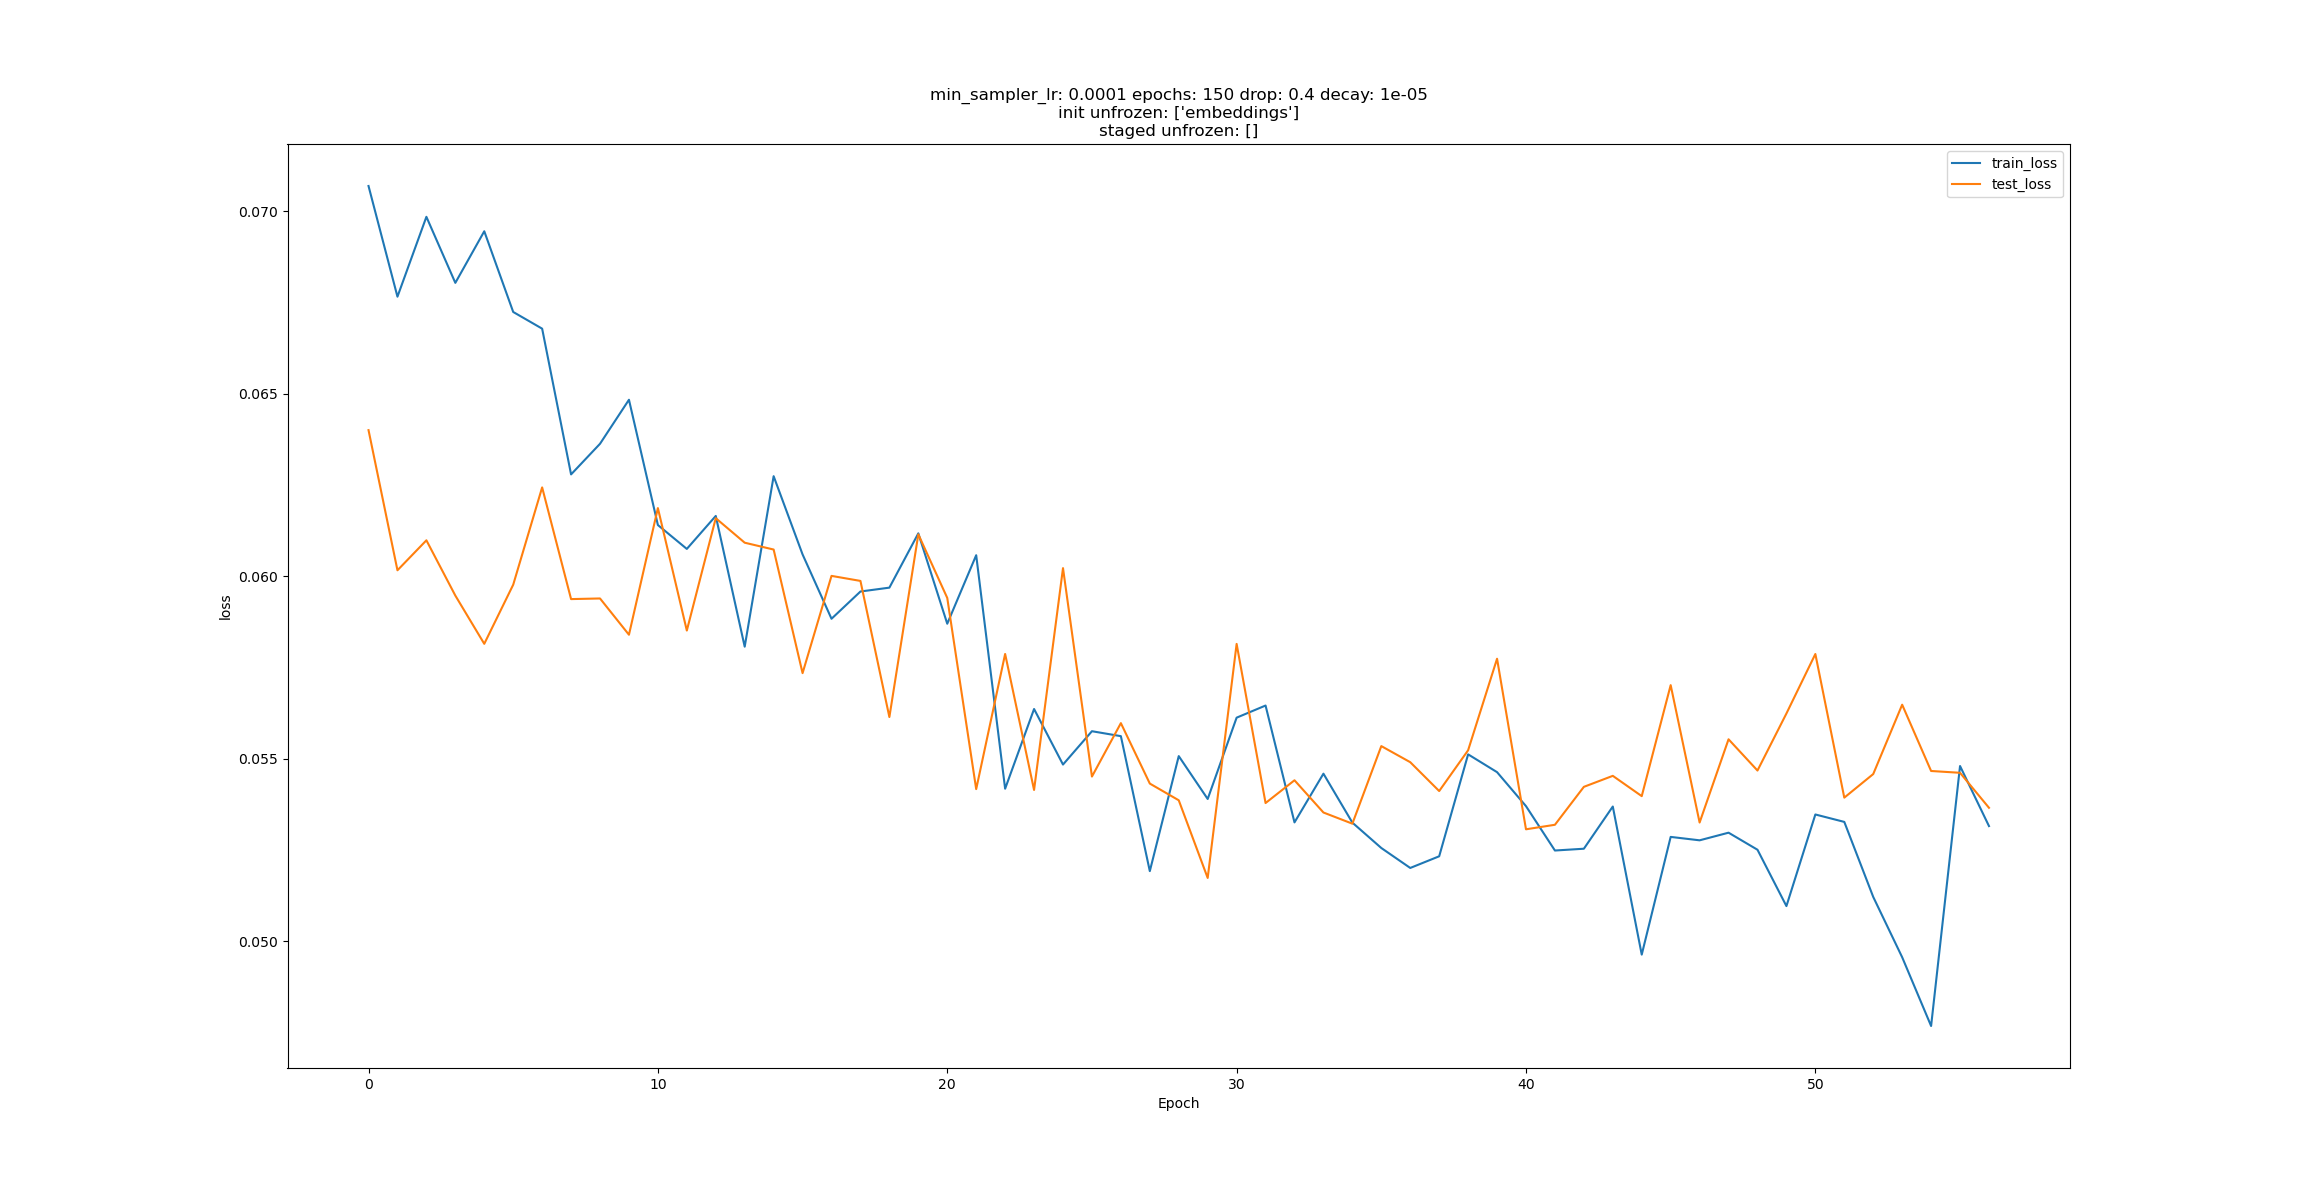 min_sampler_lr: 0.0001 epochs: 150 drop: 0.4 decay: 1e-05
init unfrozen: ['embeddings']
staged unfrozen: []
train_loss
test_loss
0.070
0.065
0.060
0.055
0.050
loss
0 10 20 30 40 50
Epoch